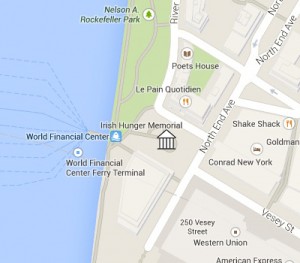 Nelson A.
Rockefeller Park
River
Poets House
North End Ave
Le Pain Quotidien
Irish Hunger Memorial
World Financial Center
North End Ave
Shake Shack
Goldman
World Financial
Center Ferry Terminal
Conrad New York
Vesey St
250 Vesey
Street
Western Union
American Express